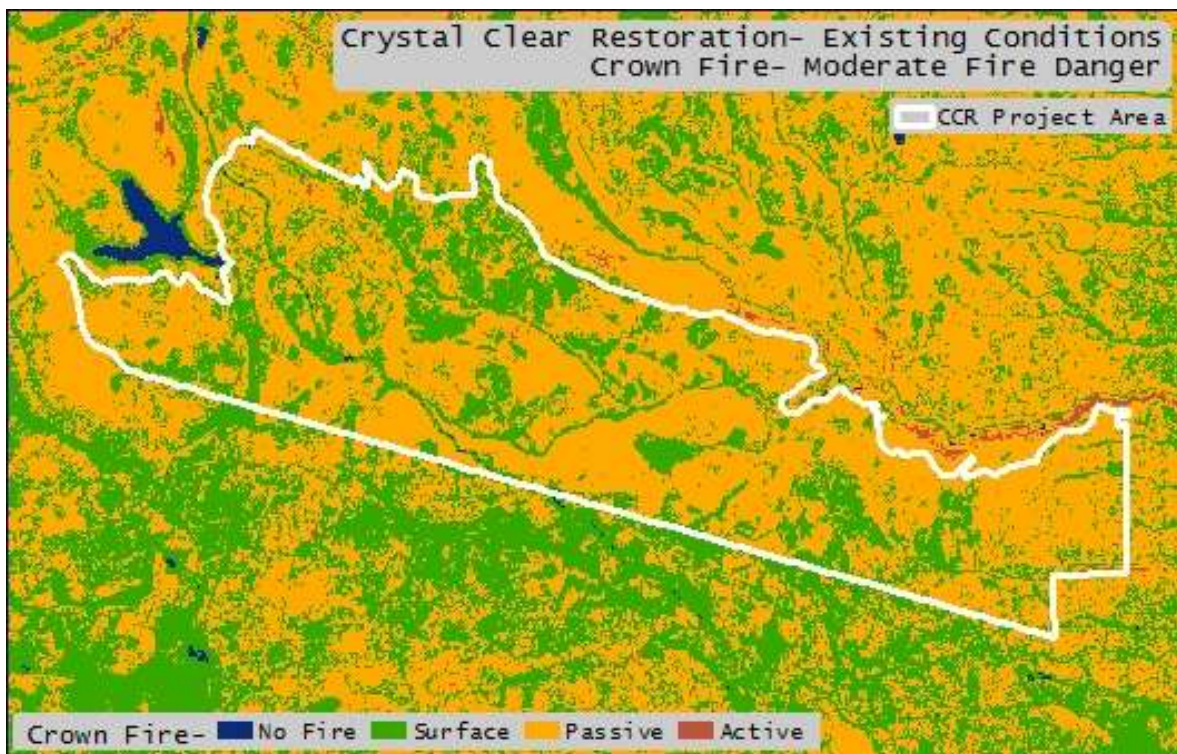 Crystal Clear Restoration- Existing Conditions
Crown Fire- Moderate Fire Danger
CCR Project Area
Crown Fire- No Fire Surface Passive Active